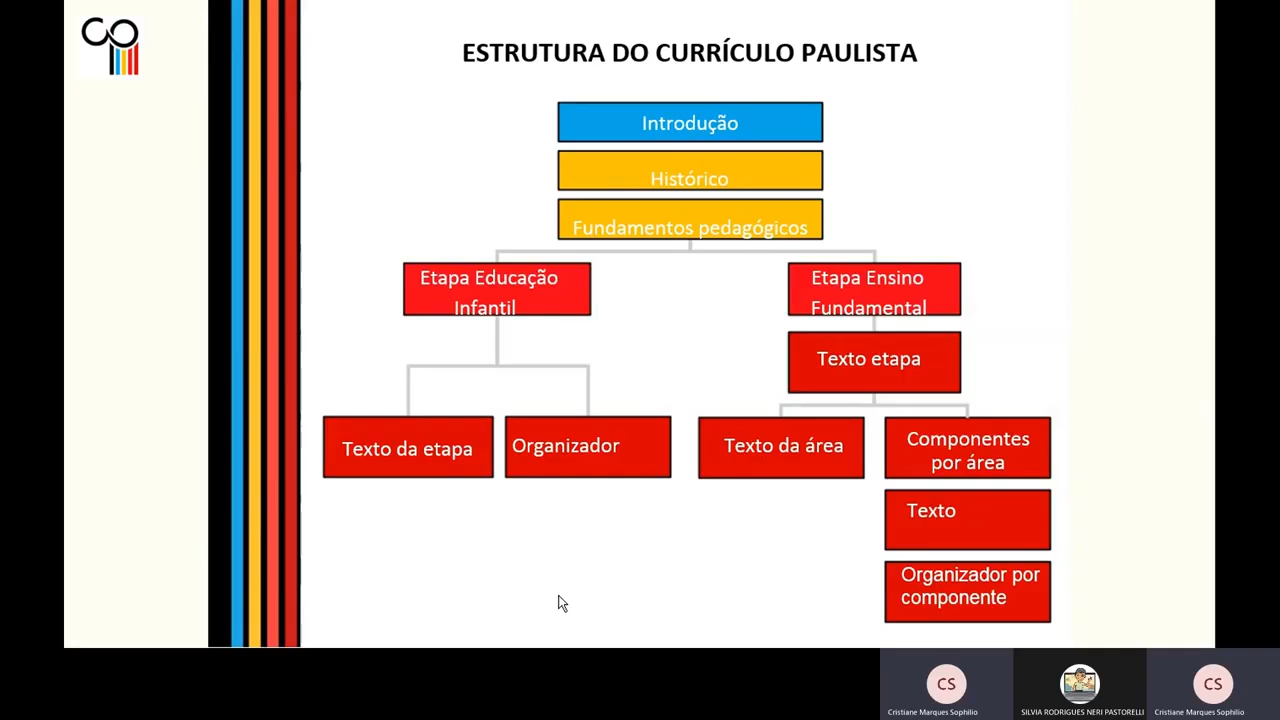 ESTRUTURA DO CURRÍCULO PAULISTA
Introdução
Histórico
Fundamentos pedagógicos
Etapa Educação
Infantil
Etapa Ensino
Fundamental
Texto etapa
Texto da etapa
Organizador
Texto da área
Componentes
por área
Texto
Organizador por
componente
CS
CS
Cristiane Marques Sophilio
SILVIA RODRIGUES NERI PASTORELLI
Cristiane Marques Sophilio